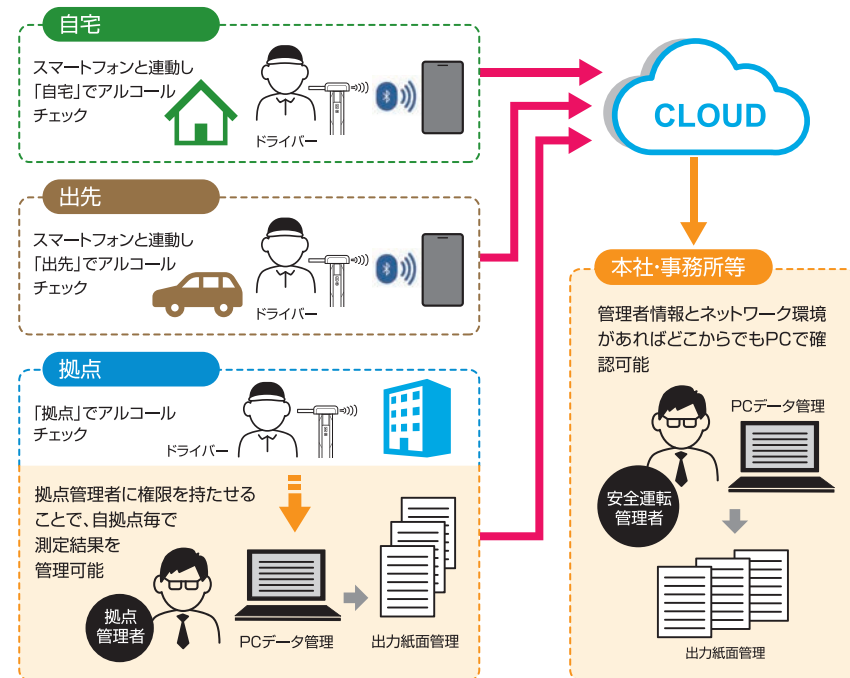 自宅
スマートフォンと連動し
「自宅」でアルコール
チェック
ドライバー
出先
スマートフォンと連動し
「出先」でアルコール
チェック
ドライバー
拠点
「拠点」でアルコール
チェック
ドライバー
拠点管理者に権限を持たせる
ことで、自拠点毎で
測定結果を
管理可能
拠点
管理者
PCデータ管理
出力紙面管理
CLOUD
本社・事務所等
管理者情報とネットワーク環境
があればどこからでもPCで確
認可能
PCデータ管理
安全運転
管理者
出力紙面管理